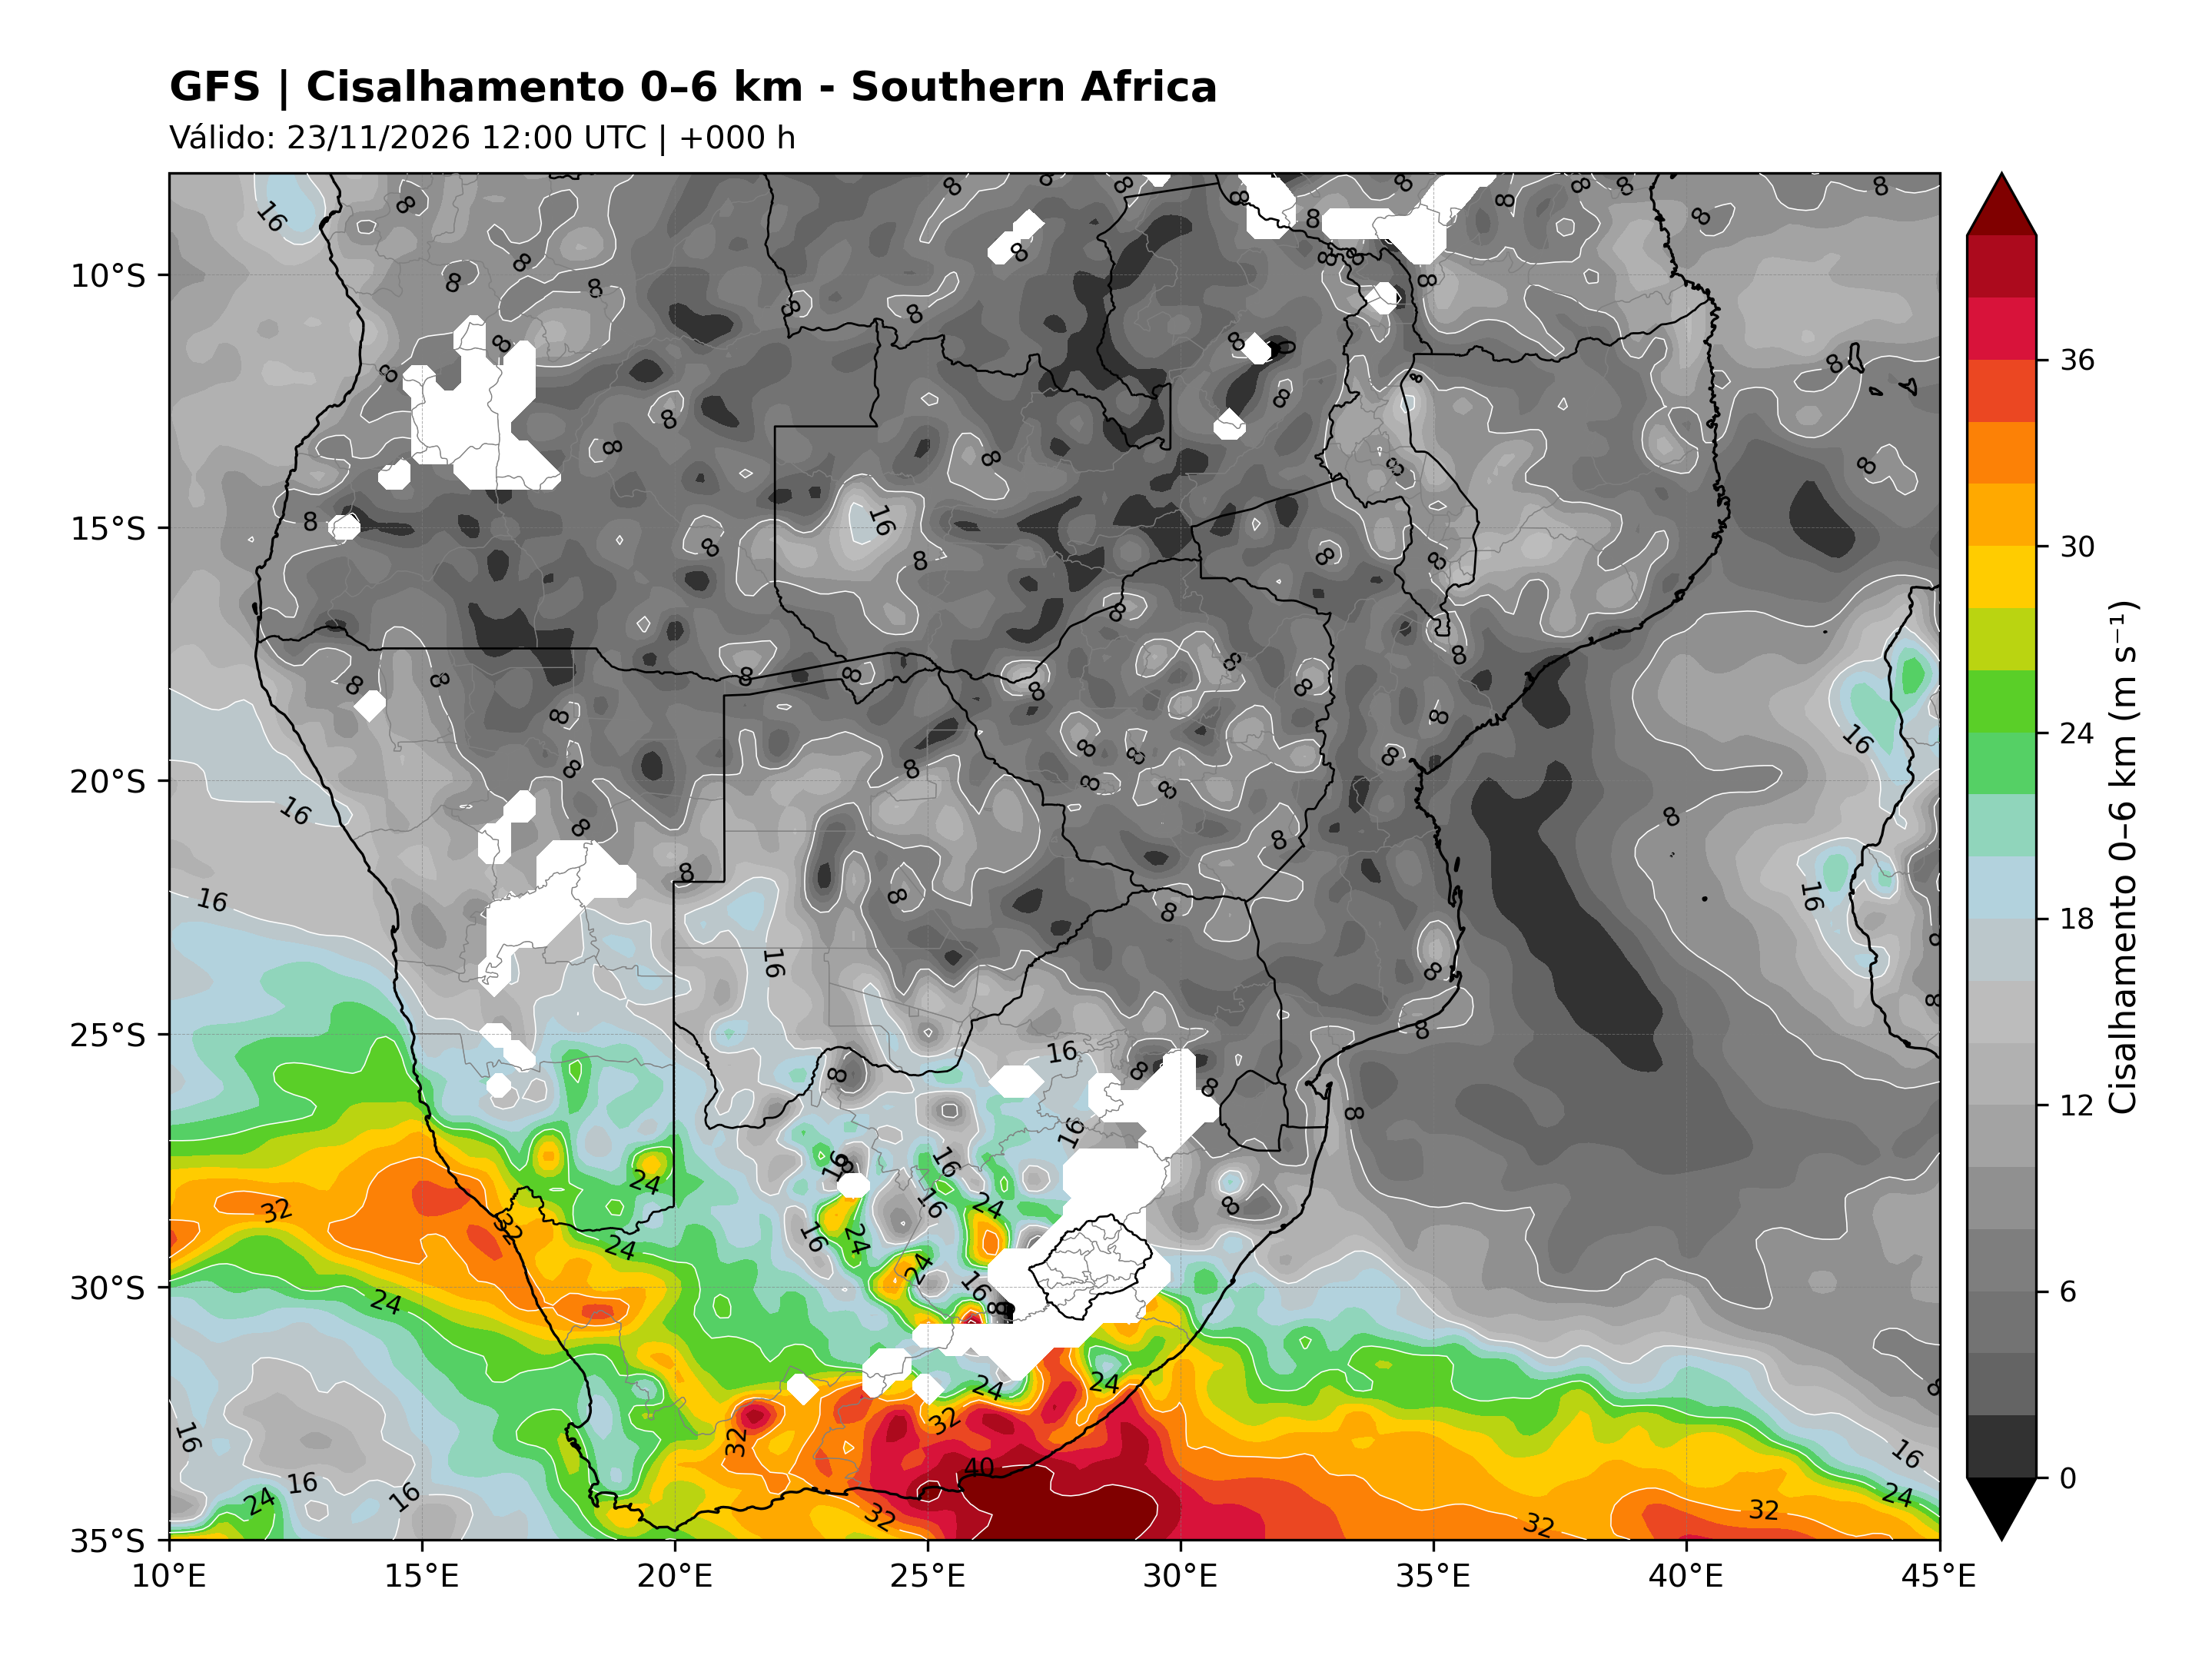 GFS | Cisalhamento 0–6 km - Southern Africa
Válido: 23/11/2026 12:00 UTC | +000 h
10°S
15°S
20°S
25°S
30°S
35°S
10°E 15°E 20°E 25°E 30°E 35°E 40°E 45°E
36
30
24
18
12
6
0
Cisalhamento 0–6 km (m s⁻¹)